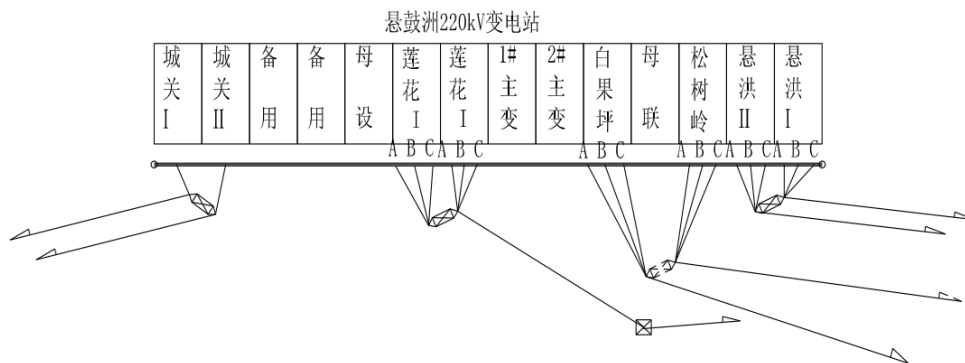 悬鼓洲220kV变电站
城关Ⅰ
城关Ⅱ
备用
备用
母设
莲花Ⅰ
莲花Ⅰ
1#主变
2#主变
白果坪
母联
松树岭
悬洪Ⅱ
悬洪Ⅰ
A B C A B C A B C A B C A B C A B C